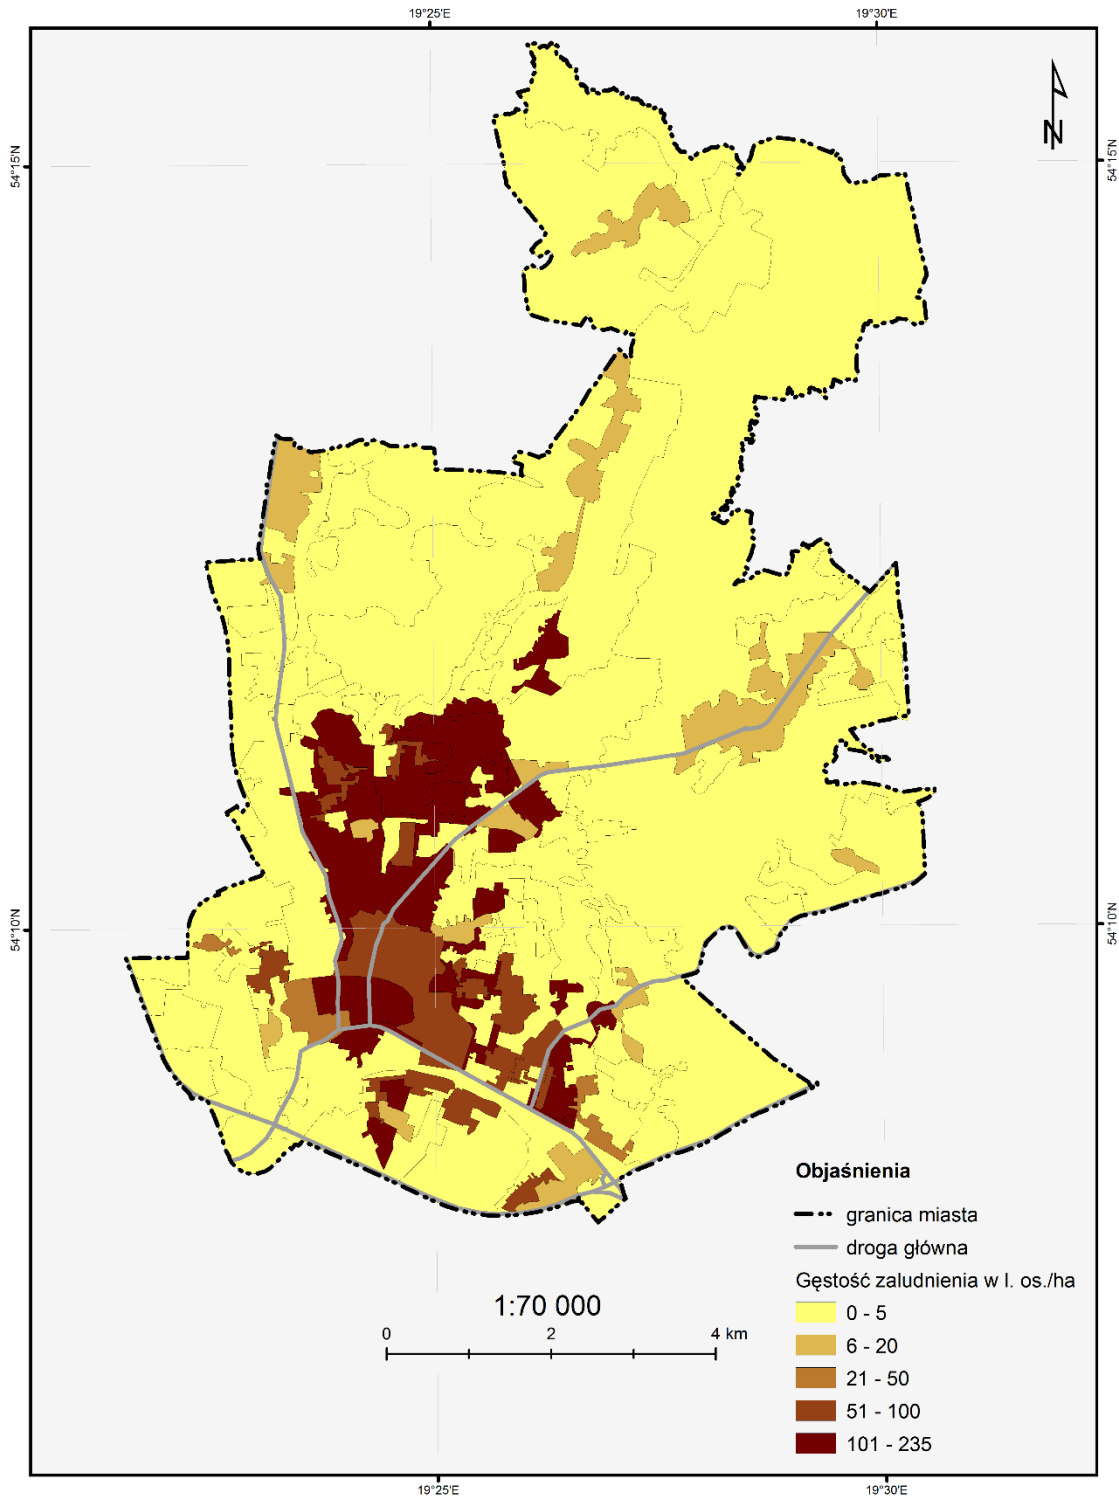 19°25'E 19°30'E
N
54°15'N 54°15'N
54°10'N 54°10'N
Objaśnienia
granica miasta
droga główna
Gęstość zaludnienia w l. os./ha
0 - 5
6 - 20
21 - 50
51 - 100
101 - 235
1:70 000
0 2 4 km
19°25'E 19°30'E